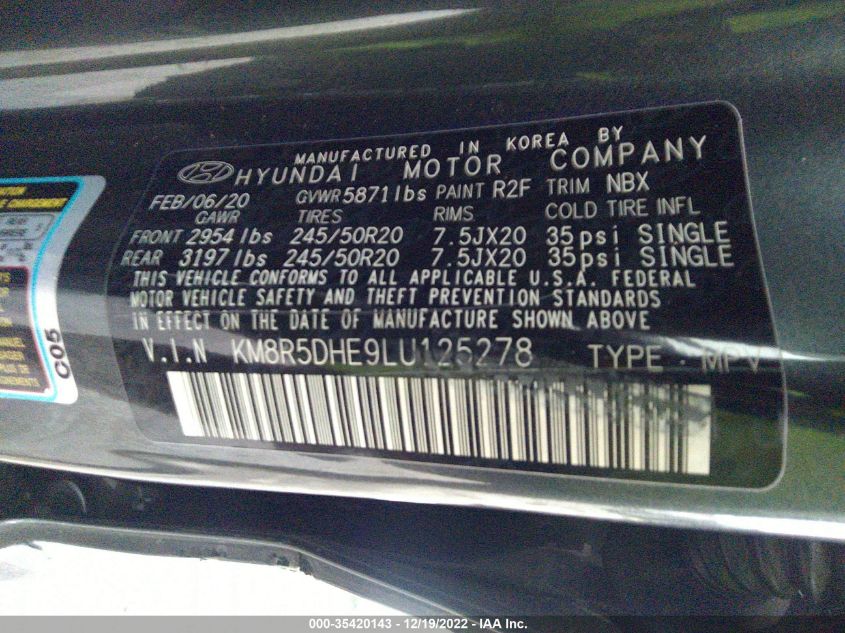 MANUFACTURED IN KOREA BY
HYUNDAI MOTOR COMPANY
FEB/06/20 GVWR 5871lbs PAINT R2F TRIM NBX
GAWR TIRES RIMS COLD TIRE INFL
FRONT 2954 lbs 245/50R20 7.5JX20 35psi SINGLE
REAR 3197 lbs 245/50R20 7.5JX20 35psi SINGLE
THIS VEHICLE CONFORMS TO ALL APPLICABLE U.S.A. FEDERAL
MOTOR VEHICLE SAFETY AND THEFT PREVENTION STANDARDS
IN EFFECT ON THE DATE OF MANUFACTURE SHOWN ABOVE
V.I.N KM8R5DHE9LU125278 TYPE : MPV
C05
000-35420143 - 12/19/2022 - IAA Inc.